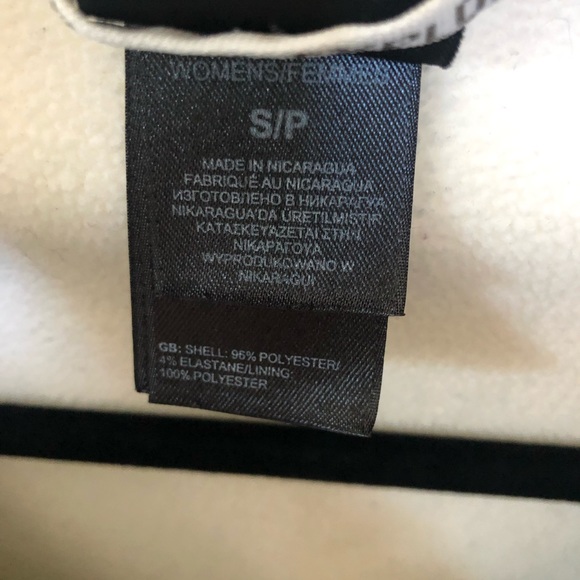 WOMENS/FEMMES
S/P
MADE IN NICARAGUA
FABRIQUÉ AU NICARAGUA
ИЗГОТОВЛЕНО В НИКАРАГУА
NIKARAGUA'DA ÜRETILMISTIR
ΚΑΤΑΣΚΕΥΑΖΕΤΑΙ ΣΤΗΝ
ΝΙΚΑΡΑΓΟΥΑ
WYPRODUKOWANO W
NIKARAGUI
GB: SHELL: 96% POLYESTER/
4% ELASTANE/LINING:
100% POLYESTER